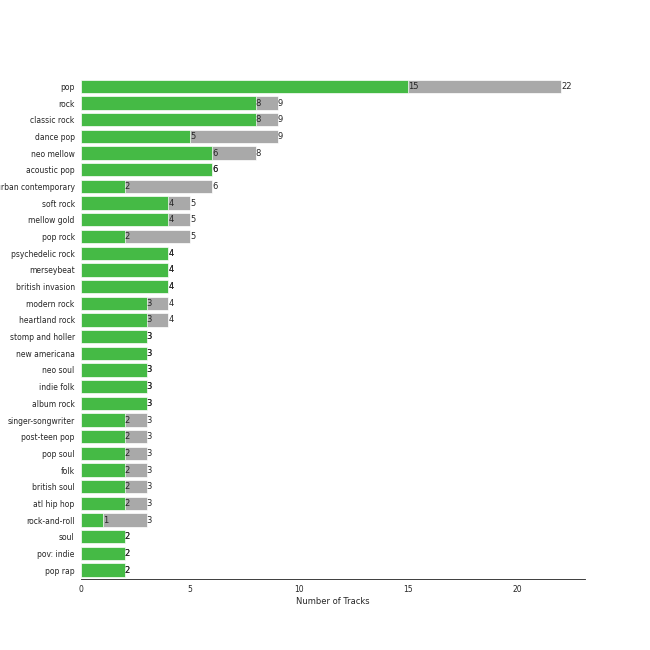 pop 15 22
rock 8 9
classic rock 8 9
dance pop 5 9
neo mellow 6 8
acoustic pop 6
rban contemporary 2 6
soft rock 4 5
mellow gold 4 5
pop rock 2 5
psychedelic rock 4
merseybeat 4
british invasion 4
modern rock 3 4
heartland rock 3 4
stomp and holler 3
new americana 3
neo soul 3
indie folk 3
album rock 3
singer-songwriter 2 3
post-teen pop 2 3
pop soul 2 3
folk 2 3
british soul 2 3
atl hip hop 2 3
rock-and-roll 1 3
soul 2
pov: indie 2
pop rap 2
0 5 10 15 20
Number of Tracks